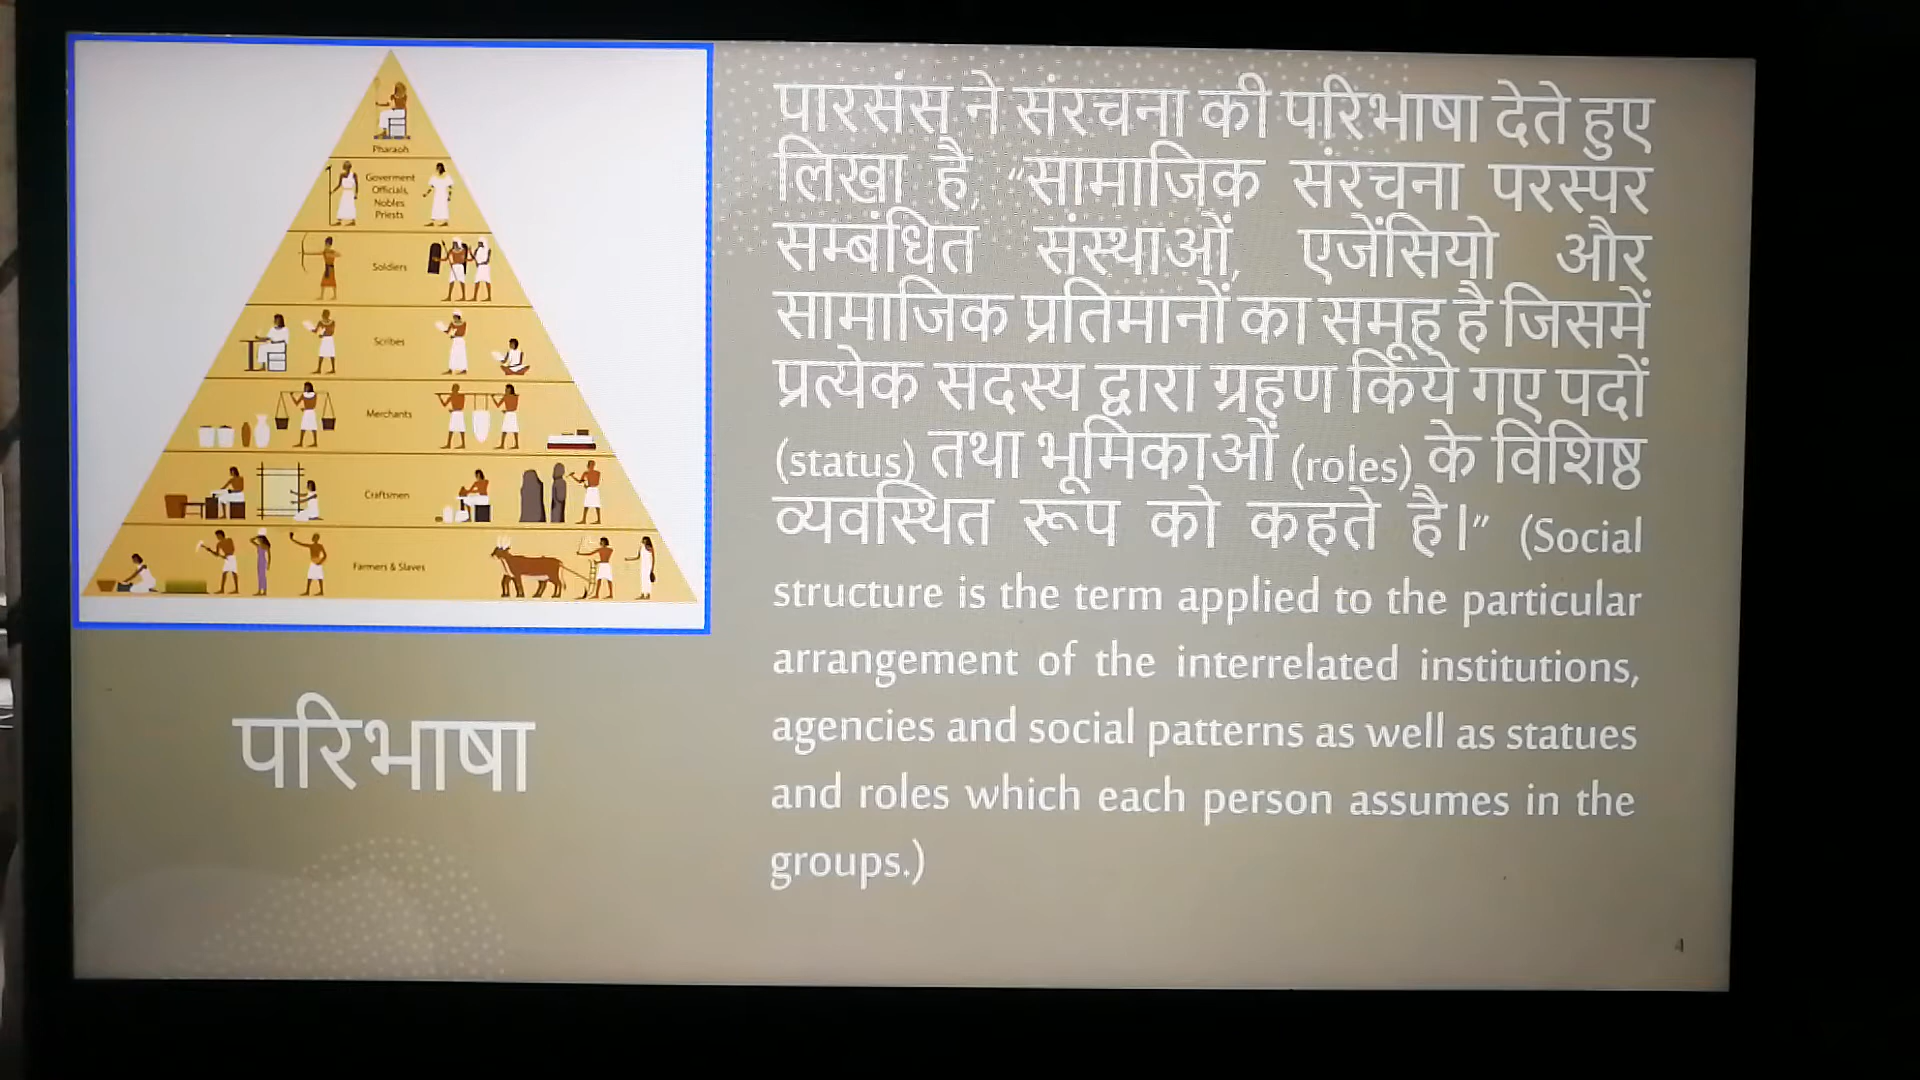 Pharaoh
Goverment
Officials,
Nobles
Priests
Soldiers
Scribes
Merchants
Craftsmen
Farmers & Slaves
परिभाषा
पारसंस ने संरचना की परिभाषा देते हुए
लिखा है, “सामाजिक संरचना परस्पर
सम्बंधित संस्थाओं, एजेंसियो और
सामाजिक प्रतिमानों का समूह है जिसमें
प्रत्येक सदस्य द्वारा ग्रहण किये गए पदों
(status) तथा भूमिकाओं (roles) के विशिष्ठ
व्यवस्थित रूप को कहते है।” (Social
structure is the term applied to the particular
arrangement of the interrelated institutions,
agencies and social patterns as well as statues
and roles which each person assumes in the
groups.)
4